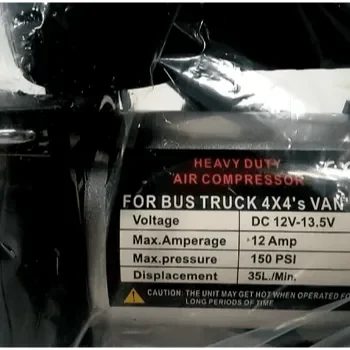 HEAVY DUTY
AIR COMPRESSOR
FOR BUS TRUCK 4X4's VAN
Voltage DC 12V-13.5V
Max.Amperage 12 Amp
Max.pressure 150 PSI
Displacement 35L./Min.
CAUTION: THE UNIT MAY GET HOT WHEN OPERATED FO
LONG PERIODS OF TIME